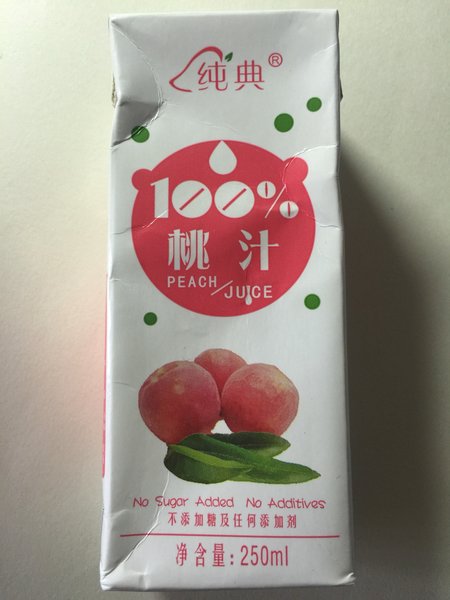 纯典®
100%
桃汁
PEACH
JUICE
No Sugar Added No Additives
不添加糖及任何添加剂
净含量: 250ml